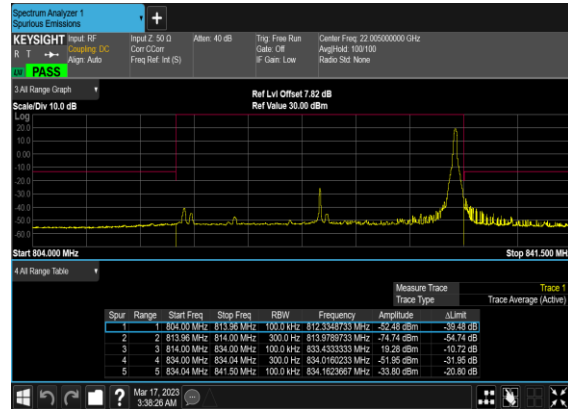 Spectrum Analyzer 1
Spurious Emissions
+
KEYSIGHT Input: RF Input Z: 50 Ω Atten: 40 dB Trig: Free Run Center Freq: 22.005000000 GHz
R T Coupling: DC Corr CCorr Gate: Off Avg|Hold: 100/100
Align: Auto Freq Ref: Int (S) IF Gain: Low Radio Std: None
LW PASS
3 All Range Graph
Ref Lvl Offset 7.82 dB
Scale/Div 10.0 dB Ref Value 30.00 dBm
Log
20.0
10.0
0.00
-10.0
-20.0
-30.0
-40.0
-50.0
-60.0
Start 804.000 MHz Stop 841.500 MH
4 All Range Table
Measure Trace Trace 1
Trace Type Trace Average (Active)
Spur Range Start Freq Stop Freq RBW Frequency Amplitude ΔLimit
1 1 804.00 MHz 813.96 MHz 100.0 kHz 812.3348733 MHz -52.48 dBm -39.48 dB
2 2 813.96 MHz 814.00 MHz 300.0 Hz 813.9789733 MHz -74.74 dBm -54.74 dB
3 3 814.00 MHz 834.00 MHz 100.0 kHz 833.4333333 MHz 19.28 dBm -10.72 dB
4 4 834.00 MHz 834.04 MHz 300.0 Hz 834.0160233 MHz -51.95 dBm -31.95 dB
5 5 834.04 MHz 841.50 MHz 100.0 kHz 834.1623667 MHz -33.80 dBm -20.80 dB
? Mar 17, 2023
3:38:26 AM